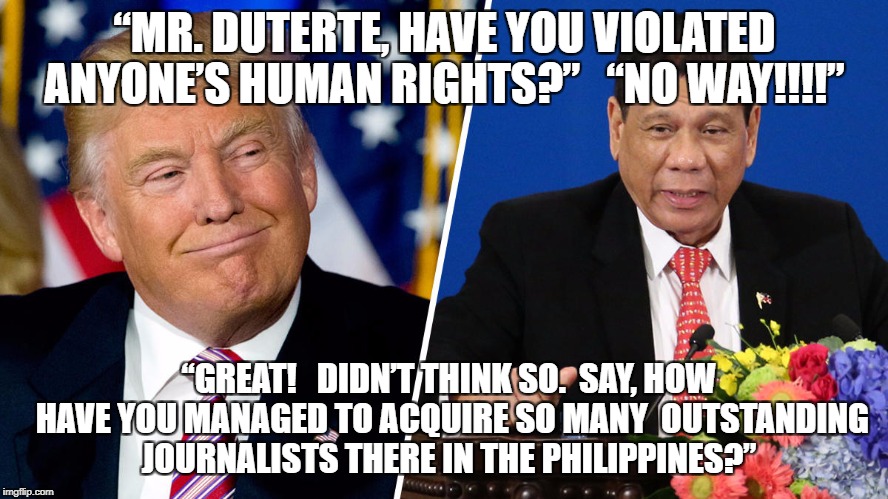 “MR. DUTERTE, HAVE YOU VIOLATED
ANYONE’S HUMAN RIGHTS?” “NO WAY!!!!”
“GREAT! DIDN’T THINK SO. SAY, HOW
HAVE YOU MANAGED TO ACQUIRE SO MANY OUTSTANDING
JOURNALISTS THERE IN THE PHILIPPINES?”
imgflip.com